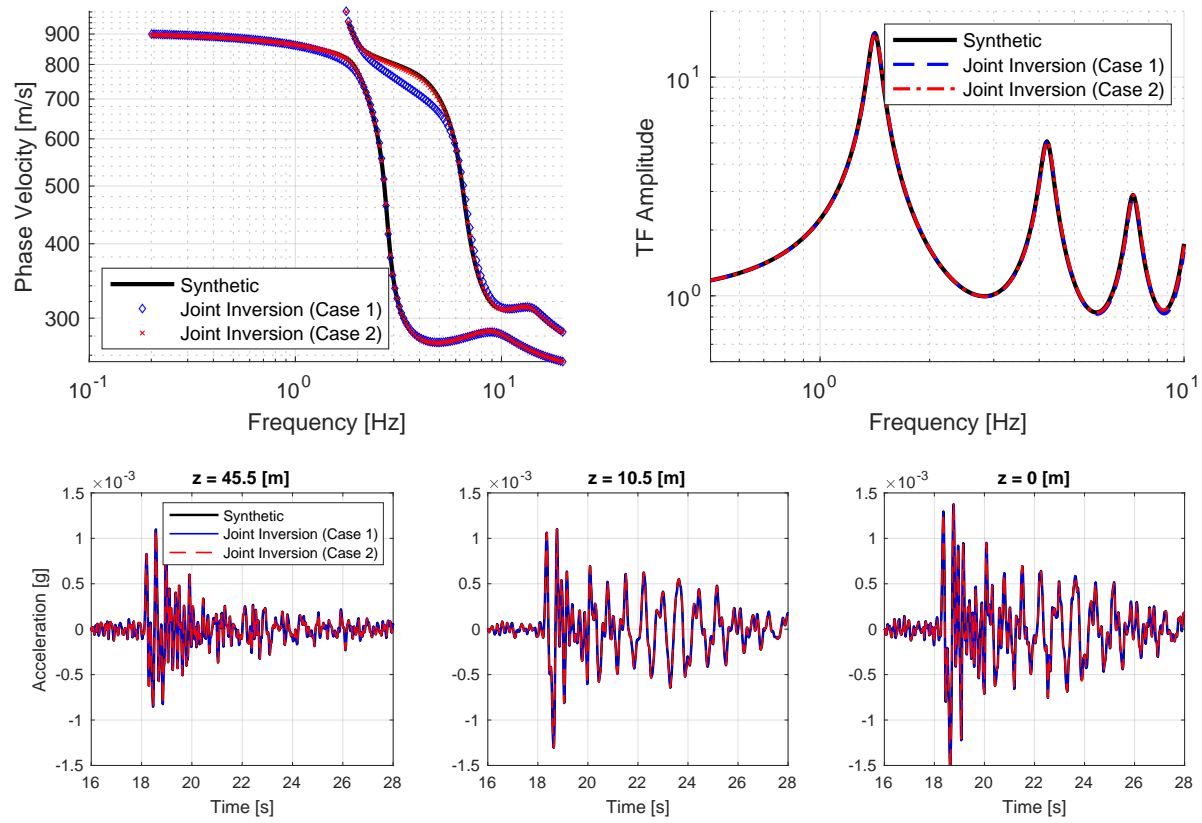 Phase Velocity [m/s]
900
800
700
600
500
400
300
Synthetic
Joint Inversion (Case 1)
Joint Inversion (Case 2)
10-1
100
101
Frequency [Hz]
TF Amplitude
101
100
Synthetic
Joint Inversion (Case 1)
Joint Inversion (Case 2)
100
101
Frequency [Hz]
z = 45.5 [m]
×10-3
Acceleration [g]
1.5
1
0.5
0
-0.5
-1
-1.5
Synthetic
Joint Inversion (Case 1)
Joint Inversion (Case 2)
16 18 20 22 24 26 28
Time [s]
z = 10.5 [m]
×10-3
1.5
1
0.5
0
-0.5
-1
-1.5
16 18 20 22 24 26 28
Time [s]
z = 0 [m]
×10-3
1.5
1
0.5
0
-0.5
-1
-1.5
16 18 20 22 24 26 28
Time [s]